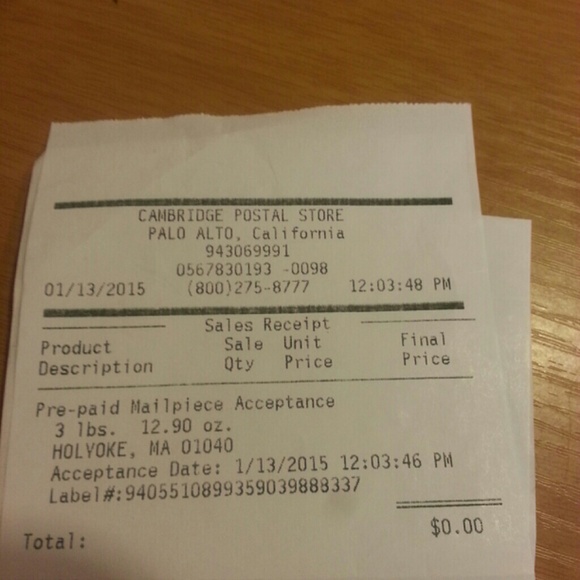 CAMBRIDGE POSTAL STORE
PALO ALTO, California
943069991
0567830193 -0098
01/13/2015 (800)275-8777 12:03:48 PM
Sales Receipt
Product Sale Unit Final
Description Qty Price Price
Pre-paid Mailpiece Acceptance
3 lbs. 12.90 oz.
HOLYOKE, MA 01040
Acceptance Date: 1/13/2015 12:03:46 PM
Label#:9405510899359039888337
$0.00
Total: